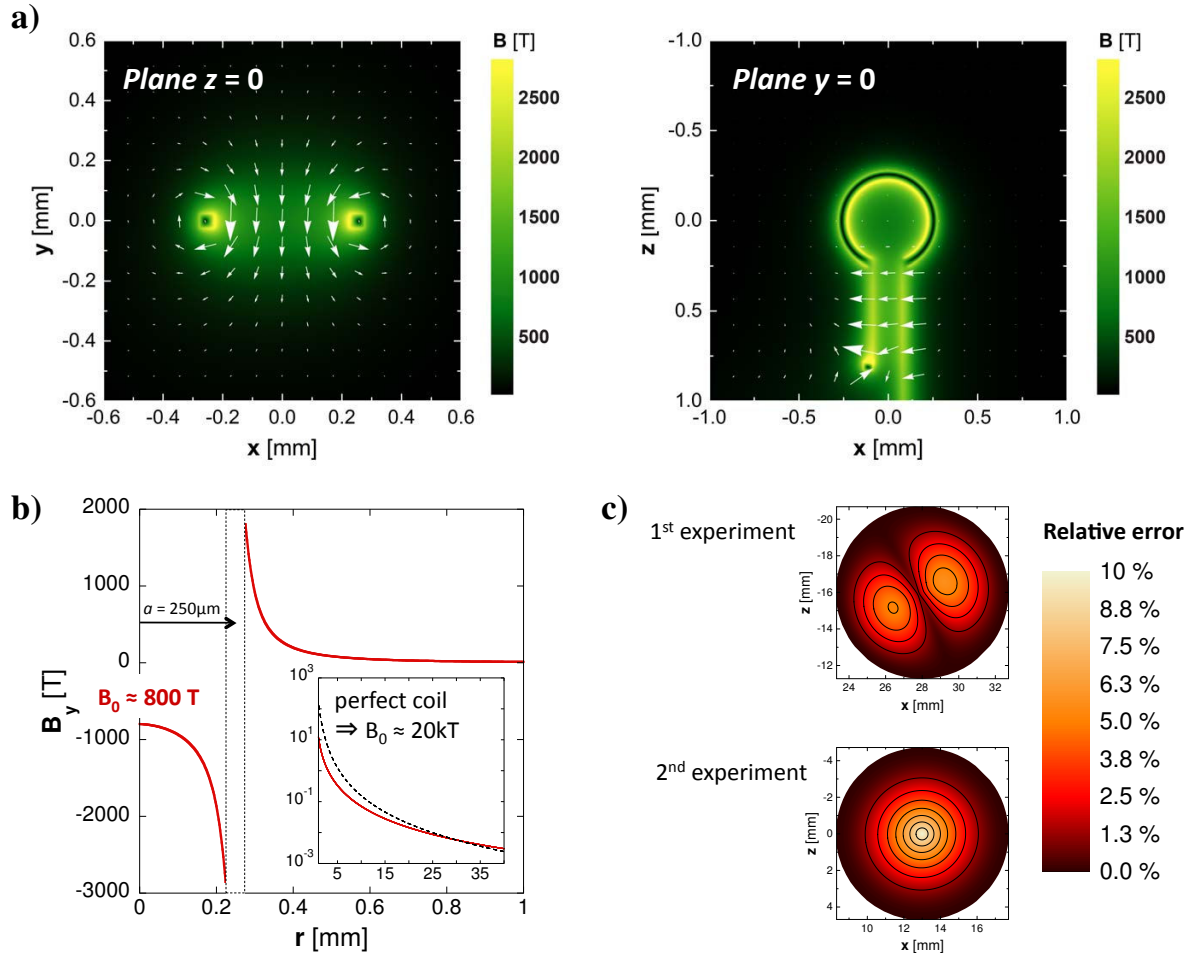 a)
Plane z = 0
B [T]
2500
2000
1500
1000
500
0.6
0.4
0.2
0.0
-0.2
-0.4
-0.6
y [mm]
-0.6 -0.4 -0.2 0.0 0.2 0.4 0.6
x [mm]
Plane y = 0
B [T]
2500
2000
1500
1000
500
-1.0
-0.5
0.0
0.5
1.0
z [mm]
-1.0 -0.5 0.0 0.5 1.0
x [mm]
b)
2000
1000
0
-1000
-2000
-3000
B_y [T]
a = 250µm
B₀ ≈ 800 T
perfect coil
⇒ B₀ ≈ 20kT
10³
10¹
10⁻¹
10⁻³
5 15 25 35
0 0.2 0.4 0.6 0.8 1
r [mm]
c)
1st experiment
-20
-18
-16
-14
-12
z [mm]
24 26 28 30 32
x [mm]
2nd experiment
-4
-2
0
2
4
z [mm]
10 12 14 16
x [mm]
Relative error
10 %
8.8 %
7.5 %
6.3 %
5.0 %
3.8 %
2.5 %
1.3 %
0.0 %